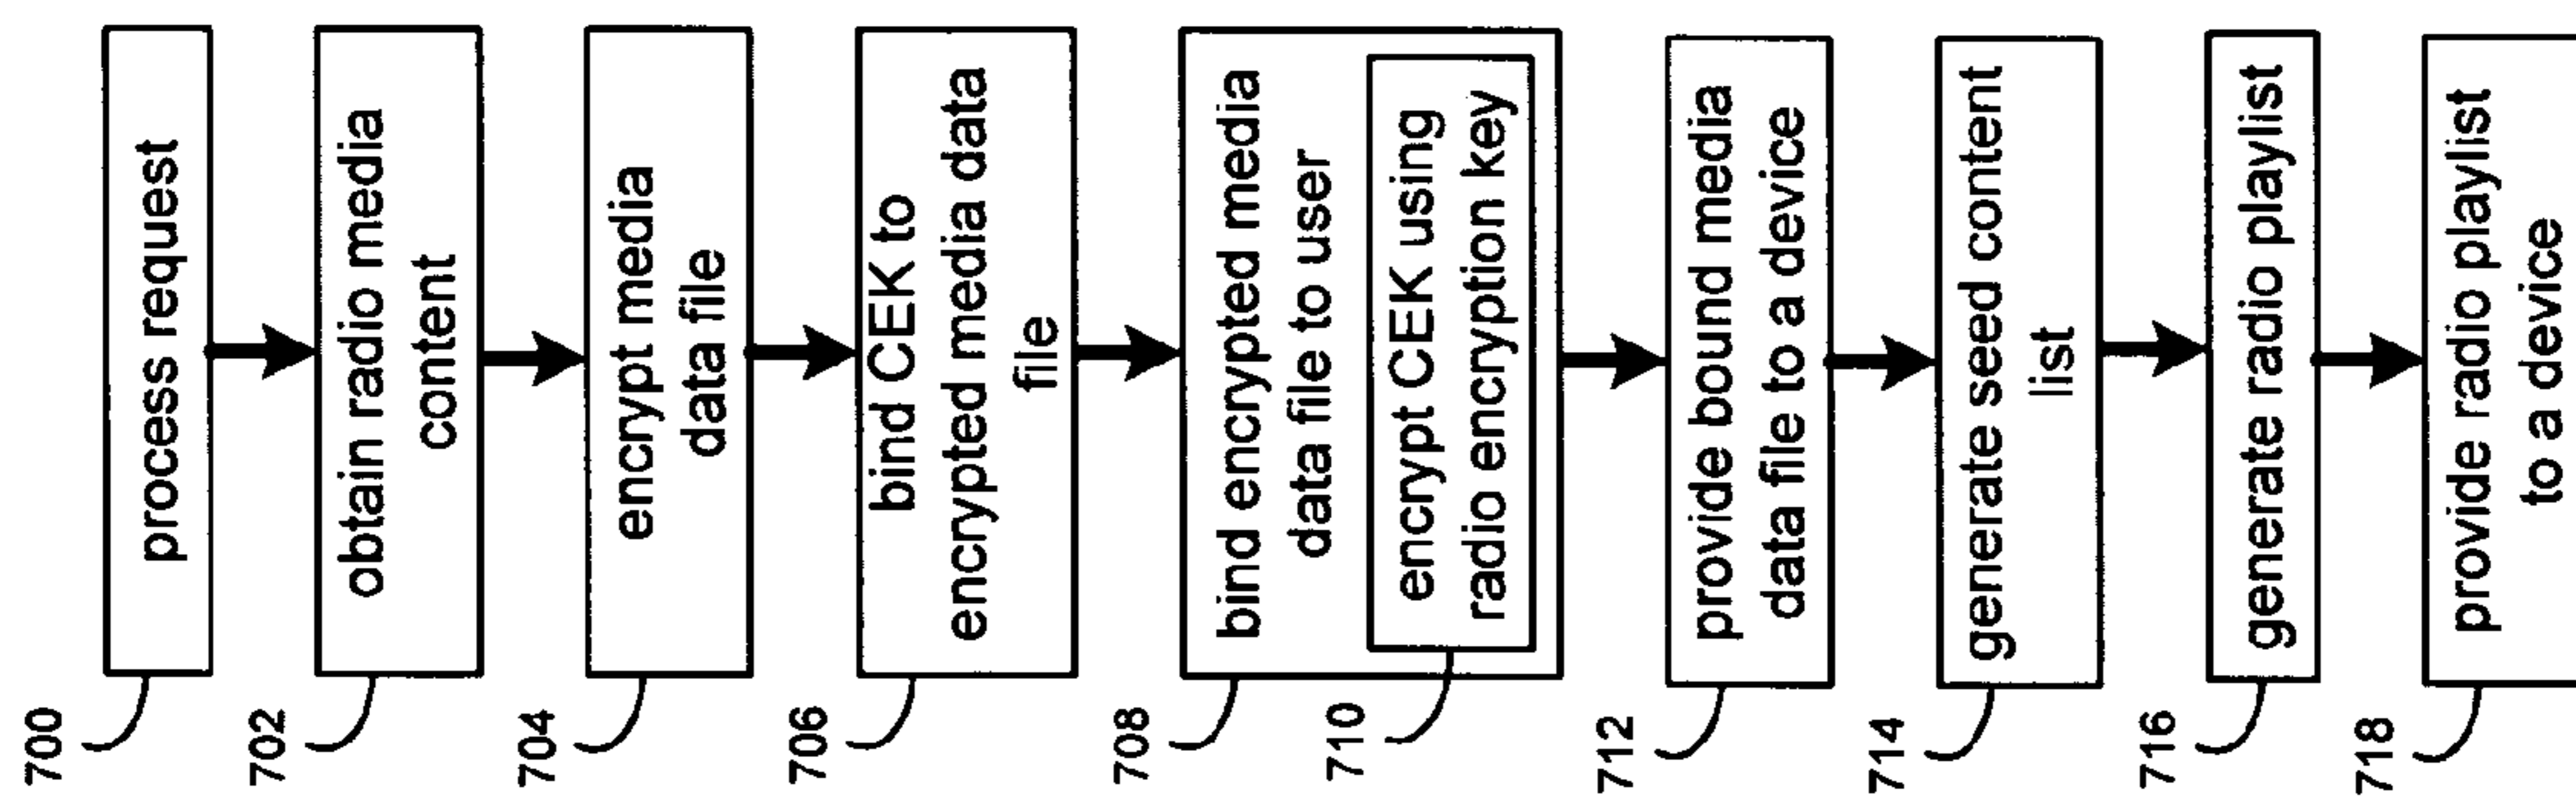 700
process request
702
obtain radio media
content
704
encrypt media
data file
706
bind CEK to
encrypted media data
file
708
bind encrypted media
data file to user
710
encrypt CEK using
radio encryption key
712
provide bound media
data file to a device
714
generate seed content
list
716
generate radio playlist
718
provide radio playlist
to a device